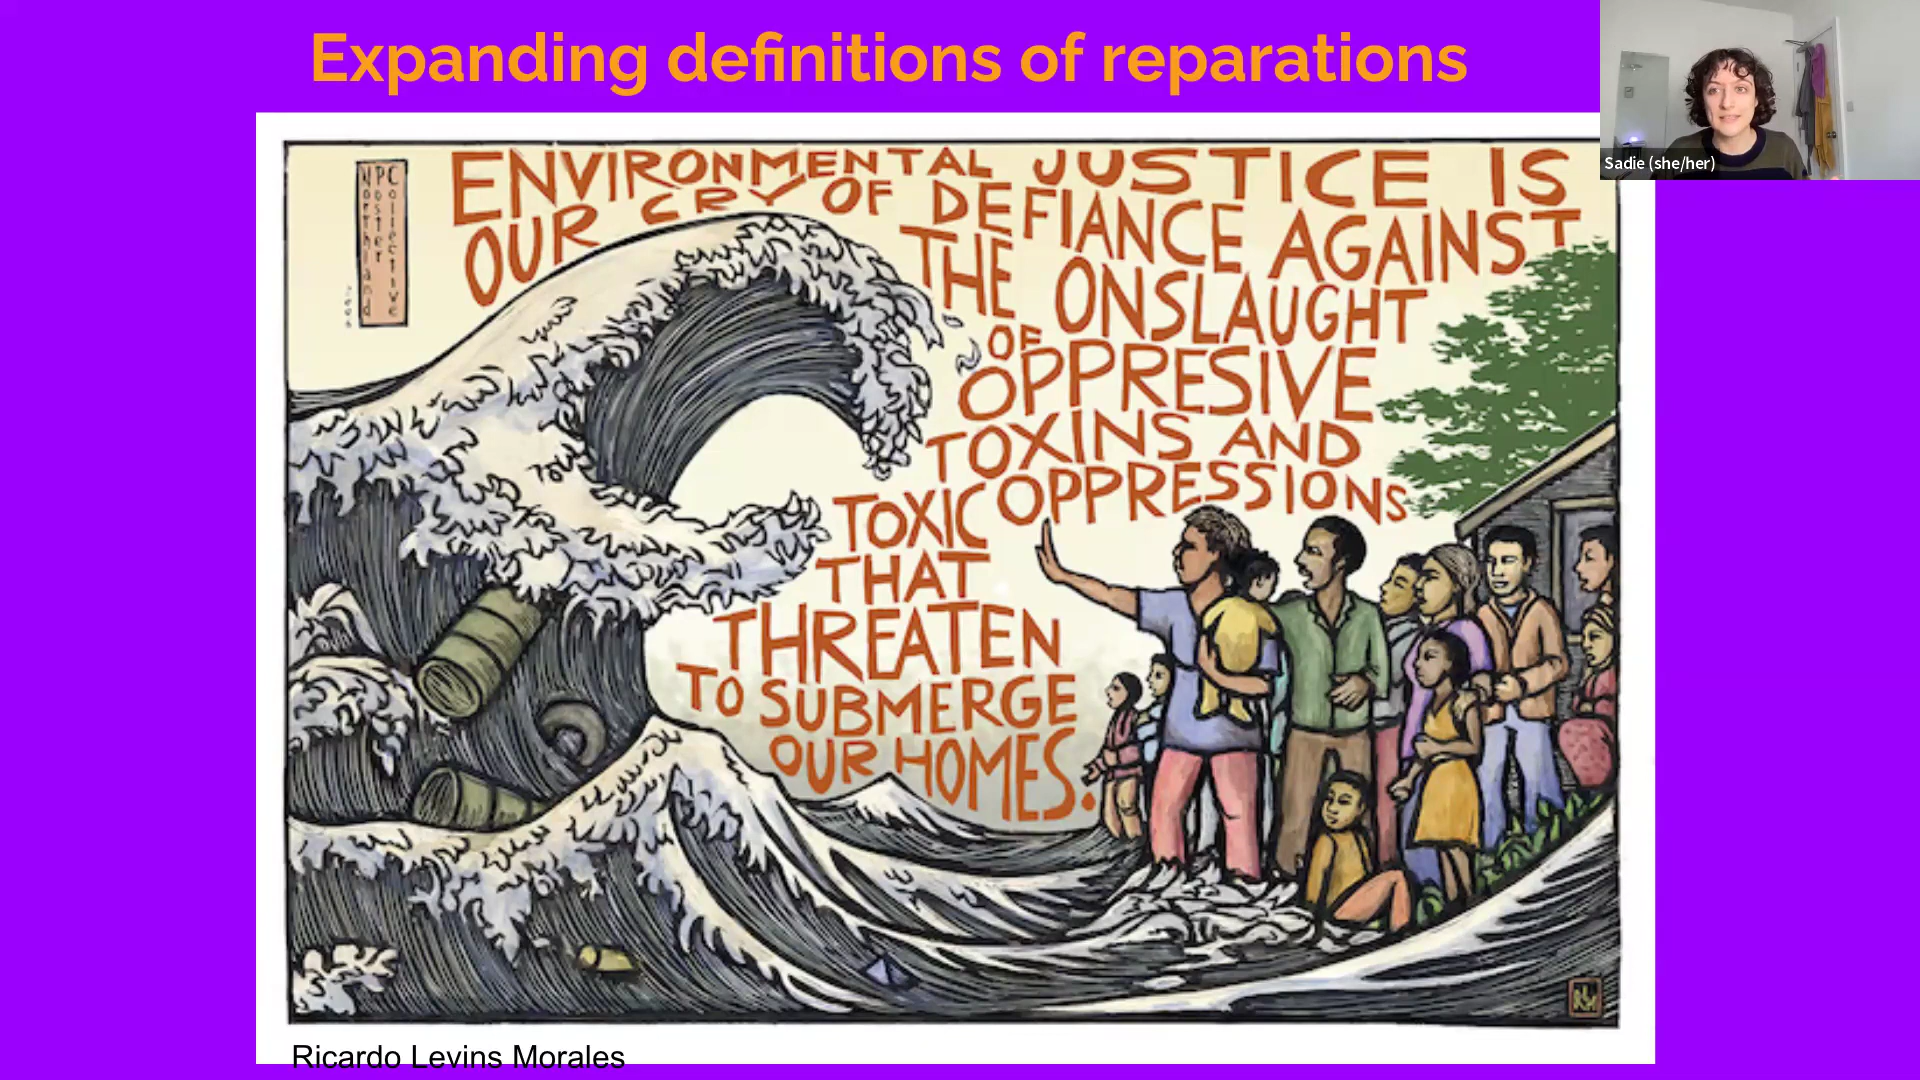 Expanding definitions of reparations
Sadie (she/her)
Northland
Poster
Collective
ENVIRONMENTAL JUSTICE IS
OUR CRY OF DEFIANCE AGAINST
THE ONSLAUGHT
OF
OPPRESIVE
TOXINS AND
TOXIC OPPRESSIONS
THAT
THREATEN
TO SUBMERGE
OUR HOMES.
Ricardo Levins Morales